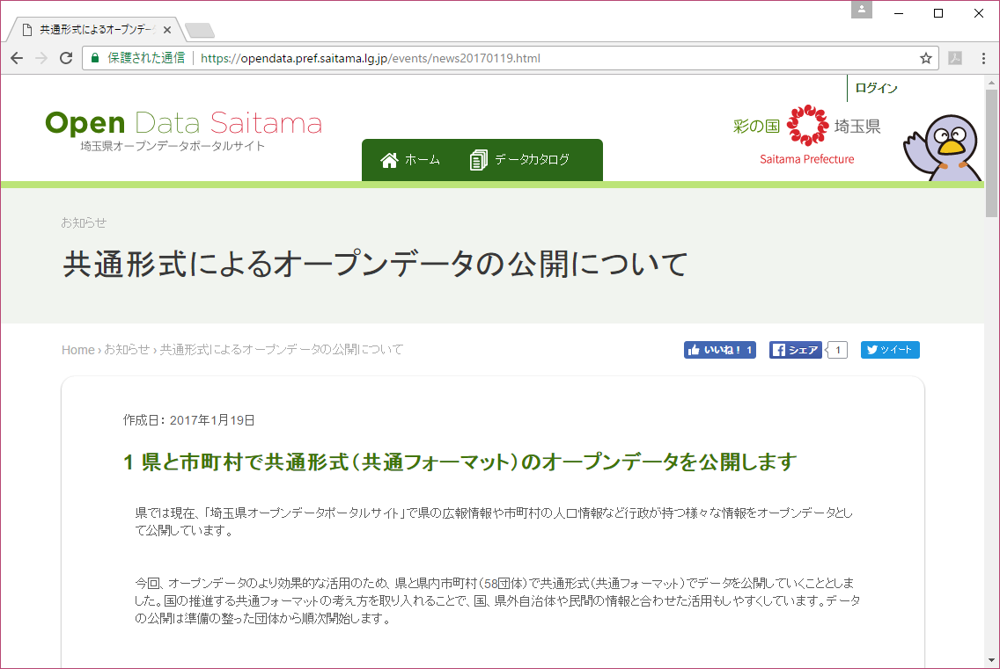 共通形式によるオープンデー
保護された通信
https://opendata.pref.saitama.lg.jp/events/news20170119.html
ログイン
Open Data Saitama
埼玉県オープンデータポータルサイト
ホーム
データカタログ
彩の国
埼玉県
Saitama Prefecture
お知らせ
共通形式によるオープンデータの公開について
Home › お知らせ › 共通形式によるオープンデータの公開について
いいね！ 1
シェア
1
ツイート
作成日： 2017年1月19日
1 県と市町村で共通形式（共通フォーマット）のオープンデータを公開します
県では現在、「埼玉県オープンデータポータルサイト」で県の広報情報や市町村の人口情報など行政が持つ様々な情報をオープンデータとし
て公開しています。
今回、オープンデータのより効果的な活用のため、県と県内市町村（58団体）で共通形式（共通フォーマット）でデータを公開していくこととしま
した。国の推進する共通フォーマットの考え方を取り入れることで、国、県外自治体や民間の情報と合わせた活用もしやすくしています。データ
の公開は準備の整った団体から順次開始します。